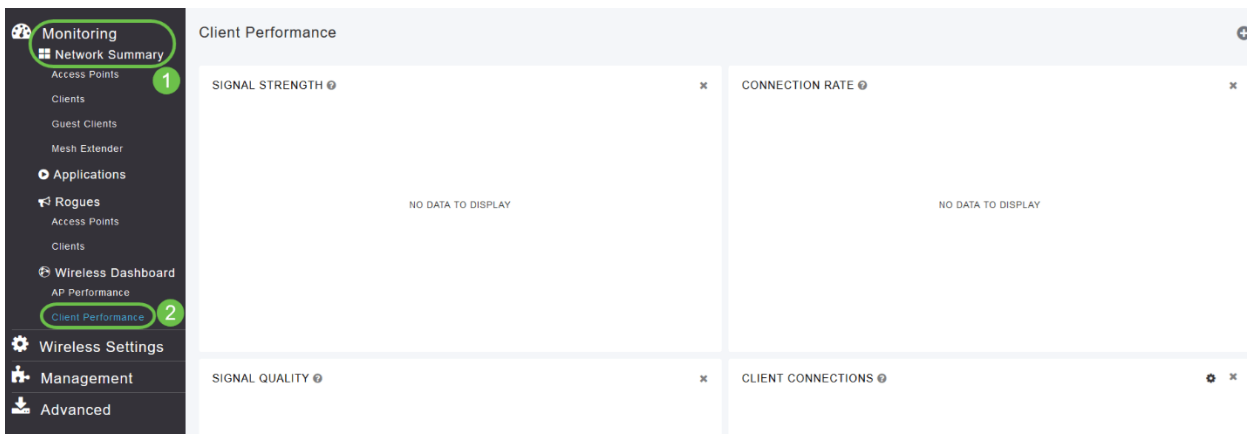 Monitoring
Network Summary
1
Access Points
Clients
Guest Clients
Mesh Extender
Applications
Rogues
Access Points
Clients
Wireless Dashboard
AP Performance
Client Performance
2
Wireless Settings
Management
Advanced
Client Performance
SIGNAL STRENGTH
NO DATA TO DISPLAY
CONNECTION RATE
NO DATA TO DISPLAY
SIGNAL QUALITY
CLIENT CONNECTIONS